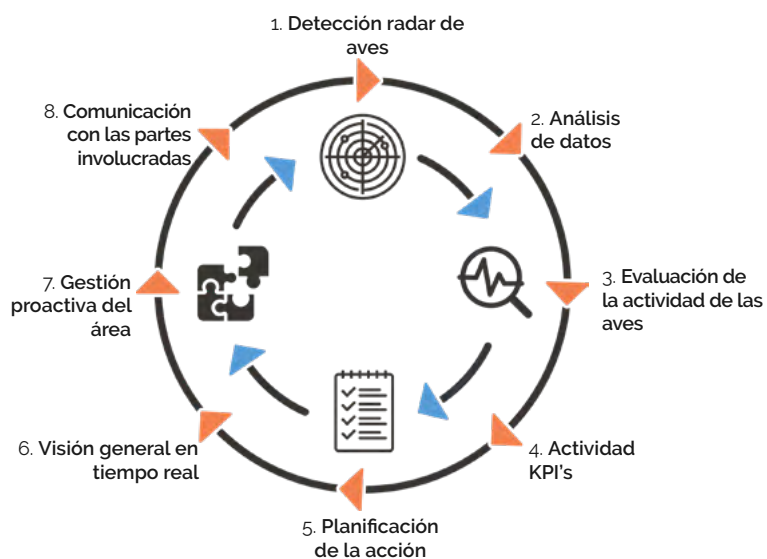 1. Detección radar de
aves
2. Análisis
de datos
3. Evaluación de
la actividad de las
aves
4. Actividad
KPI's
5. Planificación
de la acción
6. Visión general en
tiempo real
7. Gestión
proactiva del
área
8. Comunicación
con las partes
involucradas